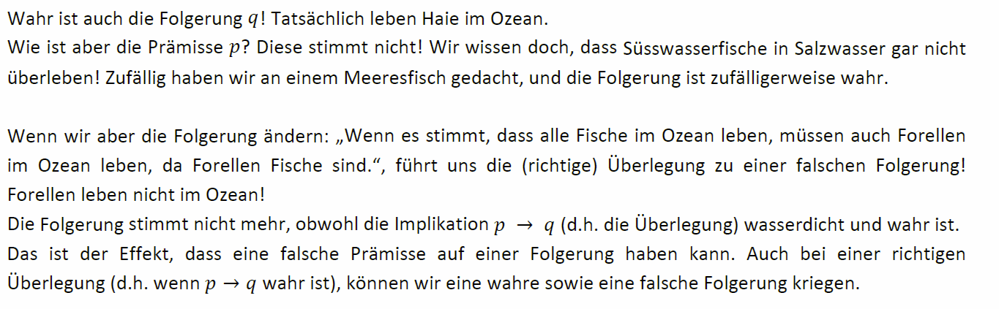 Wahr ist auch die Folgerung q! Tatsächlich leben Haie im Ozean.
Wie ist aber die Prämisse p? Diese stimmt nicht! Wir wissen doch, dass Süsswasserfische in Salzwasser gar nicht
überleben! Zufällig haben wir an einem Meeresfisch gedacht, und die Folgerung ist zufälligerweise wahr.
Wenn wir aber die Folgerung ändern: „Wenn es stimmt, dass alle Fische im Ozean leben, müssen auch Forellen
im Ozean leben, da Forellen Fische sind.“, führt uns die (richtige) Überlegung zu einer falschen Folgerung!
Forellen leben nicht im Ozean!
Die Folgerung stimmt nicht mehr, obwohl die Implikation p → q (d.h. die Überlegung) wasserdicht und wahr ist.
Das ist der Effekt, dass eine falsche Prämisse auf einer Folgerung haben kann. Auch bei einer richtigen
Überlegung (d.h. wenn p → q wahr ist), können wir eine wahre sowie eine falsche Folgerung kriegen.